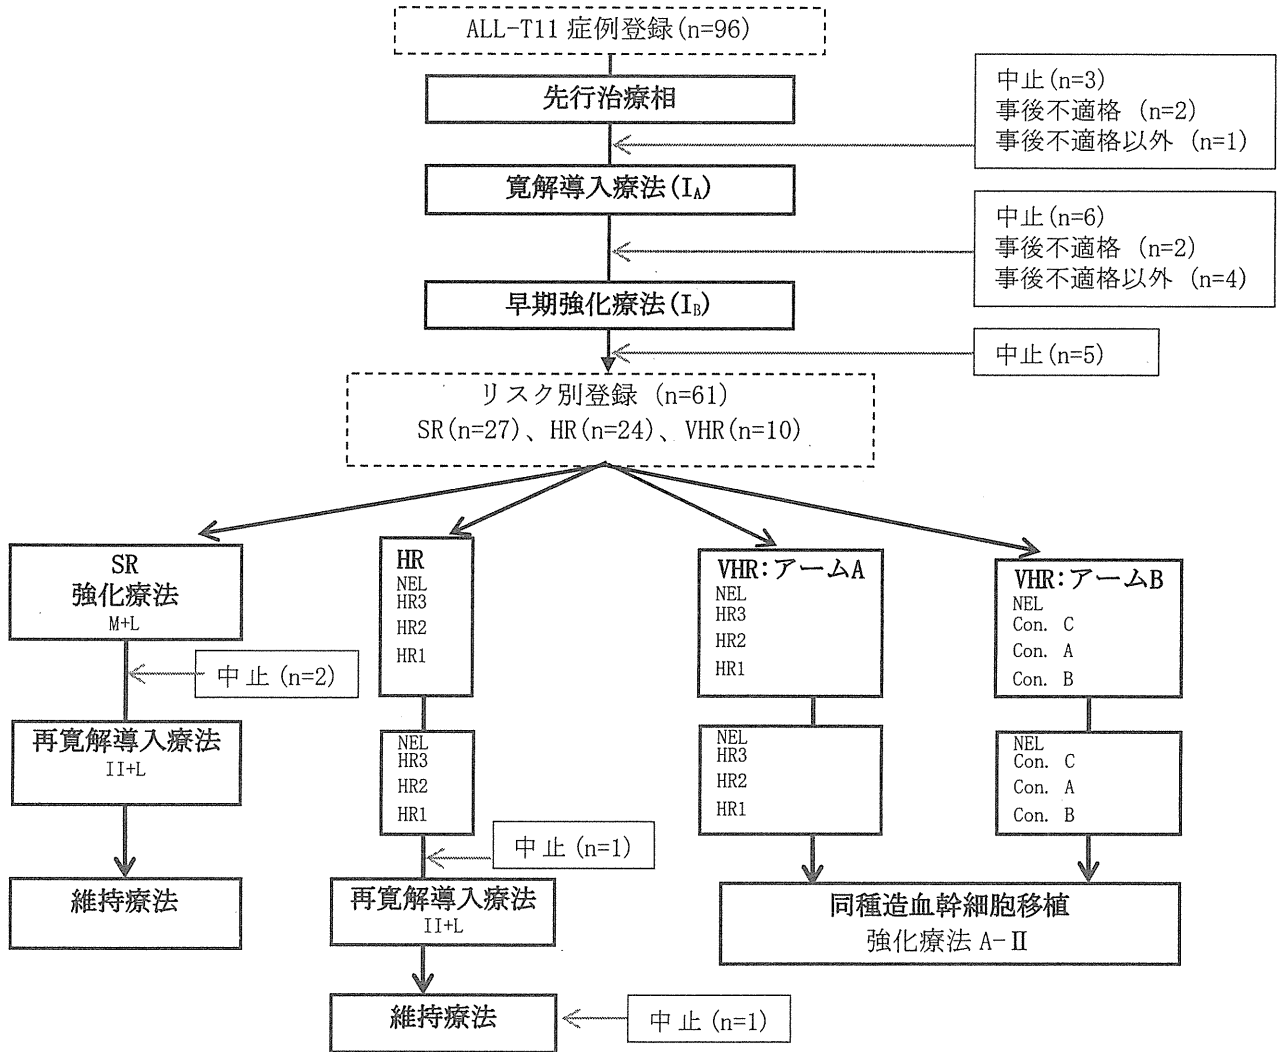 ALL-T11 症例登録(n=96)
先行治療相
中止(n=3)
事後不適格 (n=2)
事後不適格以外 (n=1)
寛解導入療法(IA)
中止(n=6)
事後不適格 (n=2)
事後不適格以外 (n=4)
早期強化療法(IB)
中止(n=5)
リスク別登録 (n=61)
SR(n=27)、HR(n=24)、VHR(n=10)
SR
強化療法
M+L
中止(n=2)
再寛解導入療法
II+L
維持療法
HR
NEL
HR3
HR2
HR1
NEL
HR3
HR2
HR1
中止(n=1)
再寛解導入療法
II+L
維持療法
中止(n=1)
VHR:アームA
NEL
HR3
HR2
HR1
NEL
HR3
HR2
HR1
VHR:アームB
NEL
Con. C
Con. A
Con. B
NEL
Con. C
Con. A
Con. B
同種造血幹細胞移植
強化療法 A-Ⅱ